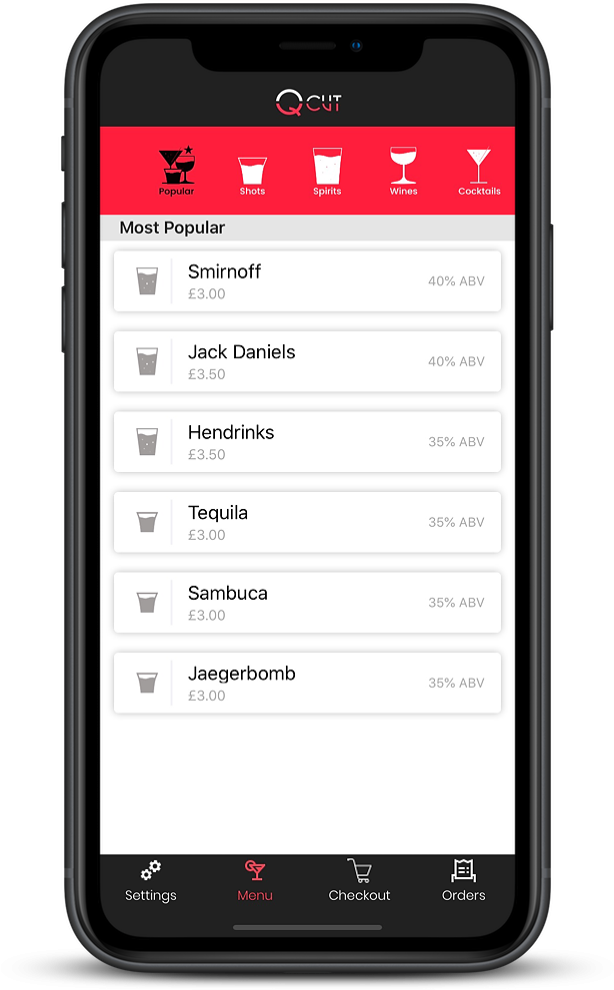 QCUT
Popular
Shots
Spirits
Wines
Cocktails
Most Popular
Smirnoff
£3.00
40% ABV
Jack Daniels
£3.50
40% ABV
Hendrinks
£3.50
35% ABV
Tequila
£3.00
35% ABV
Sambuca
£3.00
35% ABV
Jaegerbomb
£3.00
35% ABV
Settings
Menu
Checkout
Orders